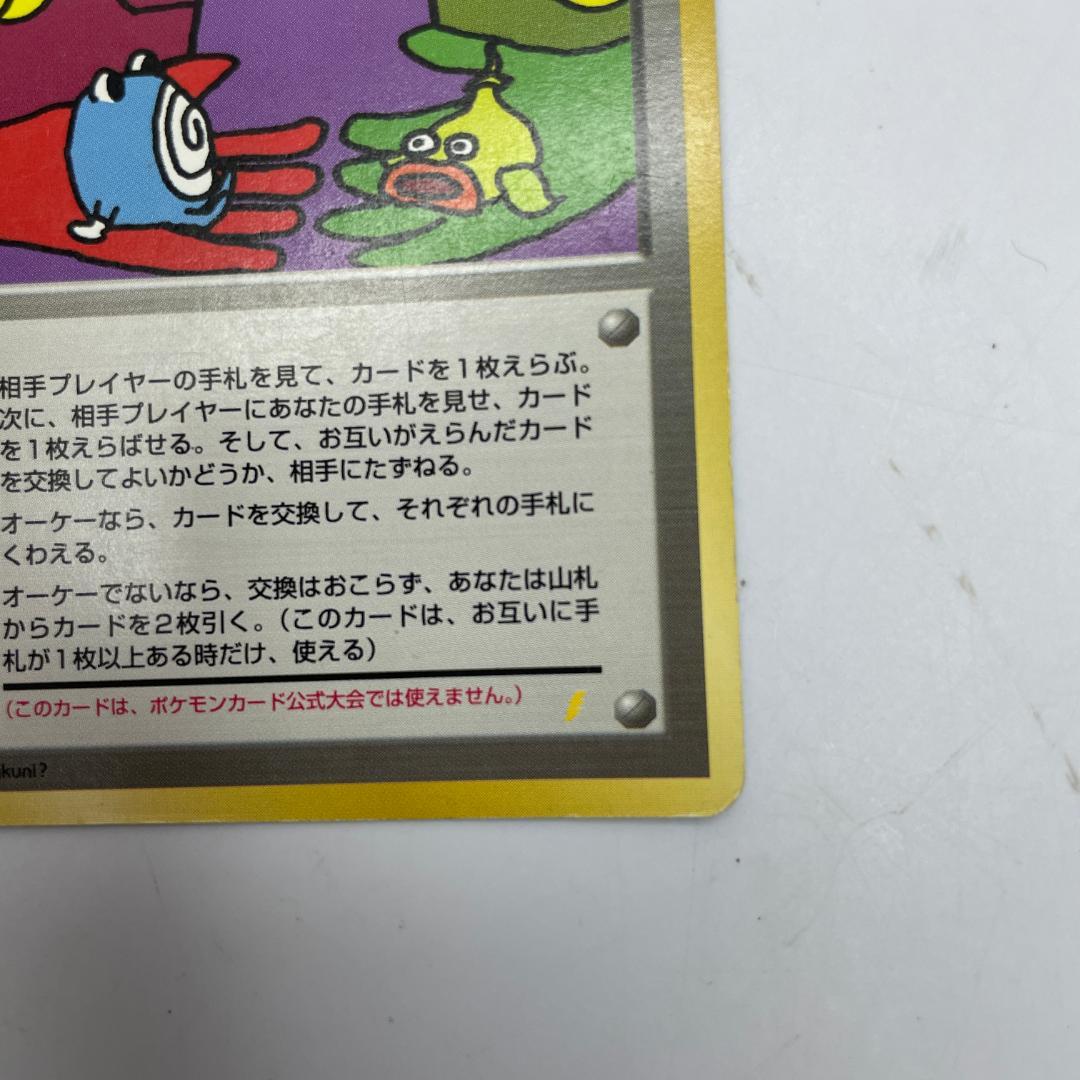 相手プレイヤーの手札を見て、カードを1枚えらぶ。
次に、相手プレイヤーにあなたの手札を見せ、カード
を1枚えらばせる。そして、お互いがえらんだカード
を交換してよいかどうか、相手にたずねる。
オーケーなら、カードを交換して、それぞれの手札に
くわえる。
オーケーでないなら、交換はおこらず、あなたは山札
からカードを2枚引く。(このカードは、お互いに手
札が1枚以上ある時だけ、使える)
(このカードは、ポケモンカード公式大会では使えません。)
kuni?